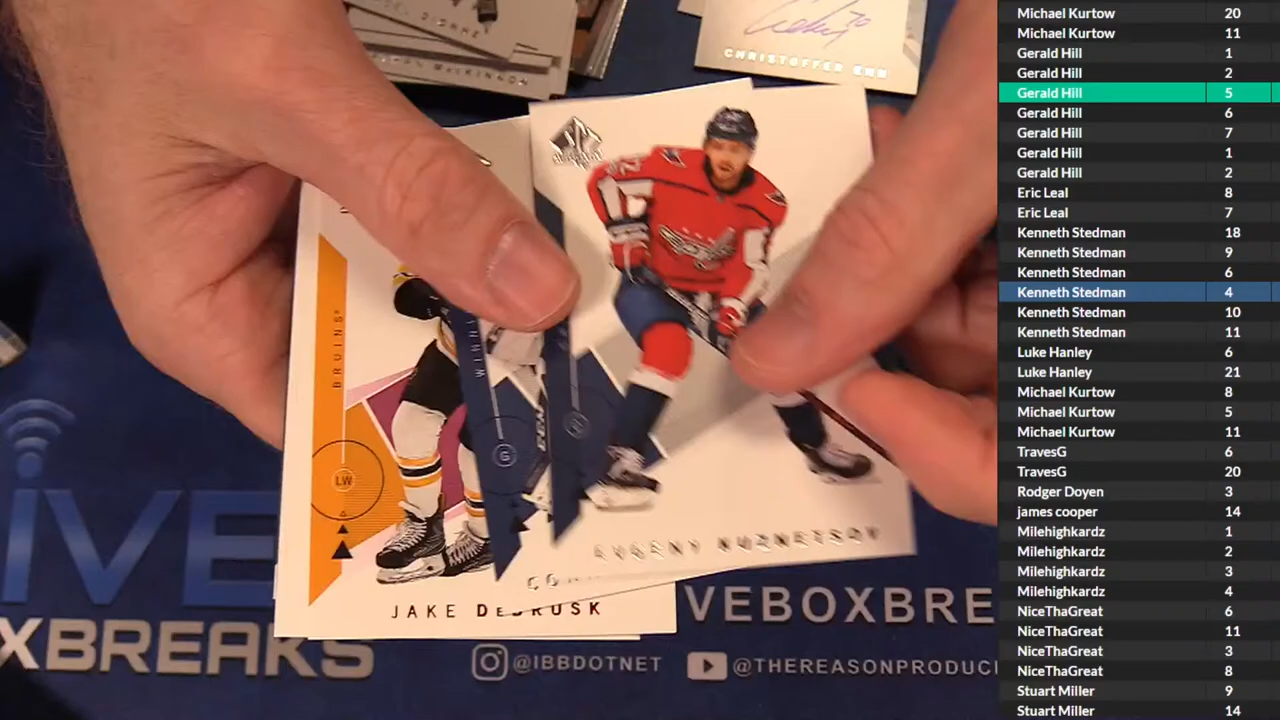 MACKINNON
CHRISTOFFER EHN
BRUINS
LW
G
EVGENY KUZNETSOV
JAKE DEBRUSK
iVE
XBREAKS
VEBOXBRE
@IBBDOTNET
@THEREASONPRODUC
Michael Kurtow 20
Michael Kurtow 11
Gerald Hill 1
Gerald Hill 2
Gerald Hill 5
Gerald Hill 6
Gerald Hill 7
Gerald Hill 1
Gerald Hill 2
Eric Leal 8
Eric Leal 7
Kenneth Stedman 18
Kenneth Stedman 9
Kenneth Stedman 6
Kenneth Stedman 4
Kenneth Stedman 10
Kenneth Stedman 11
Luke Hanley 6
Luke Hanley 21
Michael Kurtow 8
Michael Kurtow 5
Michael Kurtow 11
TravesG 6
TravesG 20
Rodger Doyen 3
james cooper 14
Milehighkardz 1
Milehighkardz 2
Milehighkardz 3
Milehighkardz 4
NiceThaGreat 6
NiceThaGreat 11
NiceThaGreat 3
NiceThaGreat 8
Stuart Miller 9
Stuart Miller 14